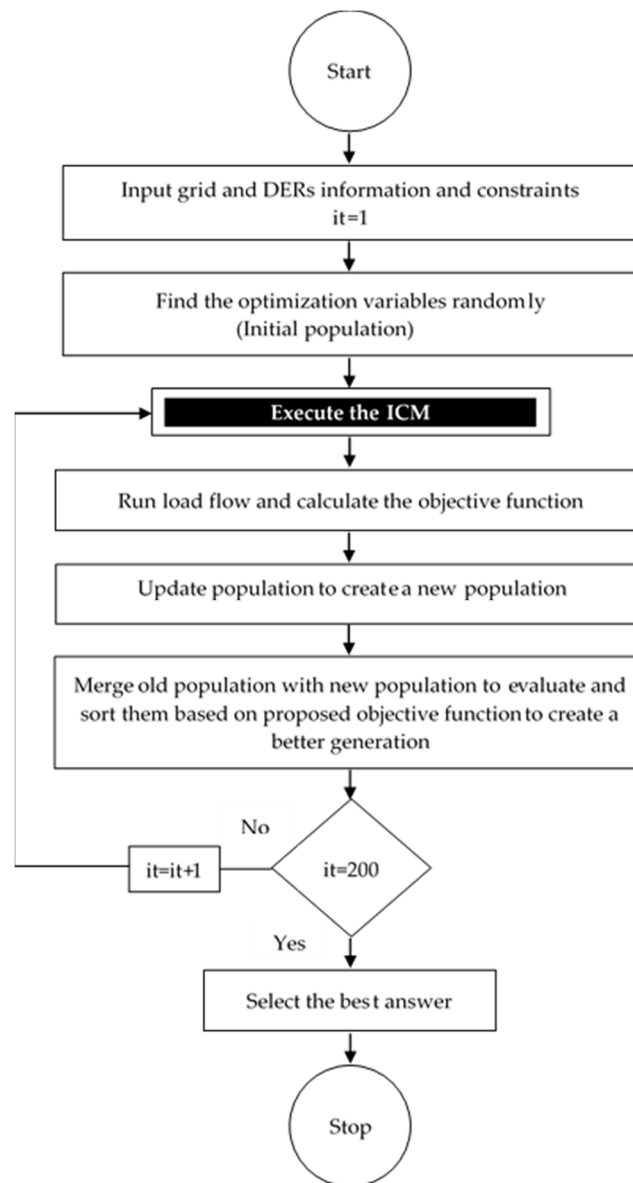 Start
Input grid and DERs information and constraints
it=1
Find the optimization variables randomly
(Initial population)
Execute the ICM
Run load flow and calculate the objective function
Update population to create a new population
Merge old population with new population to evaluate and
sort them based on proposed objective function to create a
better generation
No
it=it+1
it=200
Yes
Select the best answer
Stop